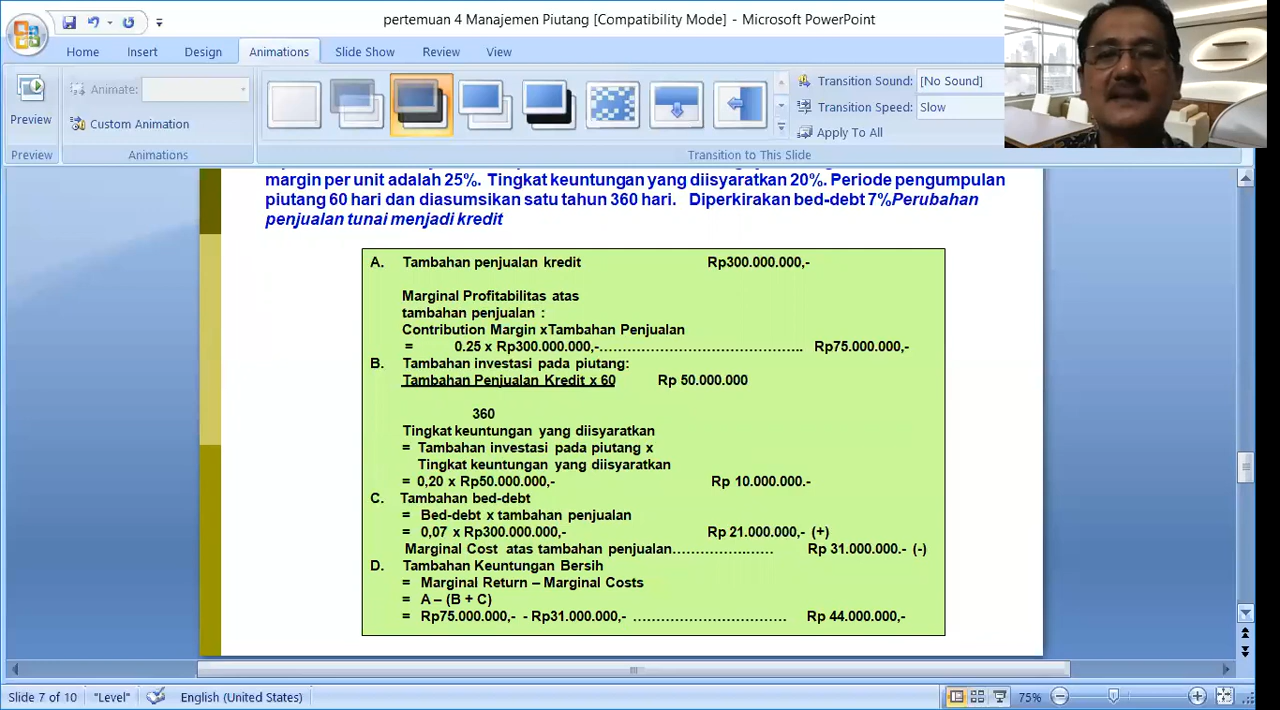 pertemuan 4 Manajemen Piutang [Compatibility Mode] - Microsoft PowerPoint
Home Insert Design Animations Slide Show Review View
Animate:
Transition Sound: [No Sound]
Transition Speed: Slow
Preview
Custom Animation
Apply To All
Preview Animations Transition to This Slide
margin per unit adalah 25%. Tingkat keuntungan yang diisyaratkan 20%. Periode pengumpulan
piutang 60 hari dan diasumsikan satu tahun 360 hari. Diperkirakan bed-debt 7%Perubahan
penjualan tunai menjadi kredit
A. Tambahan penjualan kredit Rp300.000.000,-
Marginal Profitabilitas atas
tambahan penjualan :
Contribution Margin xTambahan Penjualan
= 0.25 x Rp300.000.000,-…………………………………….. Rp75.000.000,-
B. Tambahan investasi pada piutang:
Tambahan Penjualan Kredit x 60 Rp 50.000.000
360
Tingkat keuntungan yang diisyaratkan
= Tambahan investasi pada piutang x
Tingkat keuntungan yang diisyaratkan
= 0,20 x Rp50.000.000,- Rp 10.000.000.-
C. Tambahan bed-debt
= Bed-debt x tambahan penjualan
= 0,07 x Rp300.000.000,- Rp 21.000.000,- (+)
Marginal Cost atas tambahan penjualan……………..…… Rp 31.000.000.- (-)
D. Tambahan Keuntungan Bersih
= Marginal Return – Marginal Costs
= A – (B + C)
= Rp75.000.000,- - Rp31.000.000,- …………………………… Rp 44.000.000,-
Slide 7 of 10 "Level" English (United States) 75%